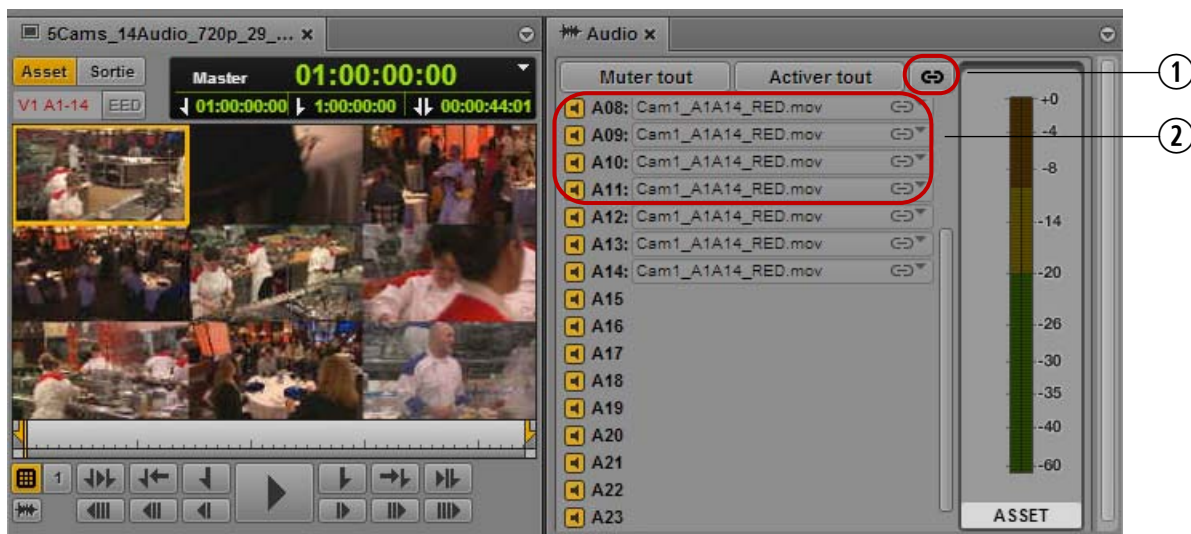 5Cams_14Audio_720p_29_... x
Asset Sortie
Master 01:00:00:00
V1 A1-14 EED
01:00:00:00 1:00:00:00 00:00:44:01
1
Audio x
Muter tout Activer tout
A08: Cam1_A1A14_RED.mov
A09: Cam1_A1A14_RED.mov
A10: Cam1_A1A14_RED.mov
A11: Cam1_A1A14_RED.mov
A12: Cam1_A1A14_RED.mov
A13: Cam1_A1A14_RED.mov
A14: Cam1_A1A14_RED.mov
A15
A16
A17
A18
A19
A20
A21
A22
A23
+0
-4
-8
-14
-20
-26
-30
-35
-40
-60
ASSET
1
2